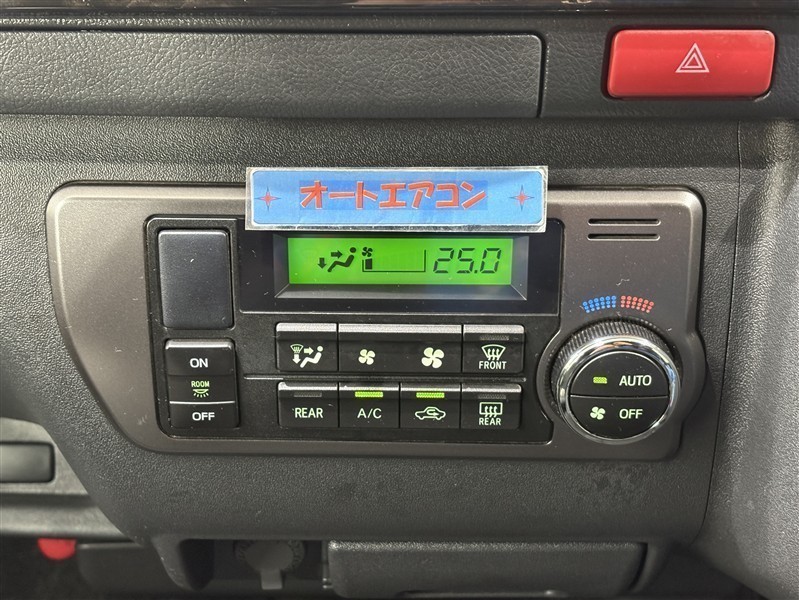 オートエアコン
25.0
ON
ROOM
OFF
FRONT
REAR
A/C
REAR
AUTO
OFF